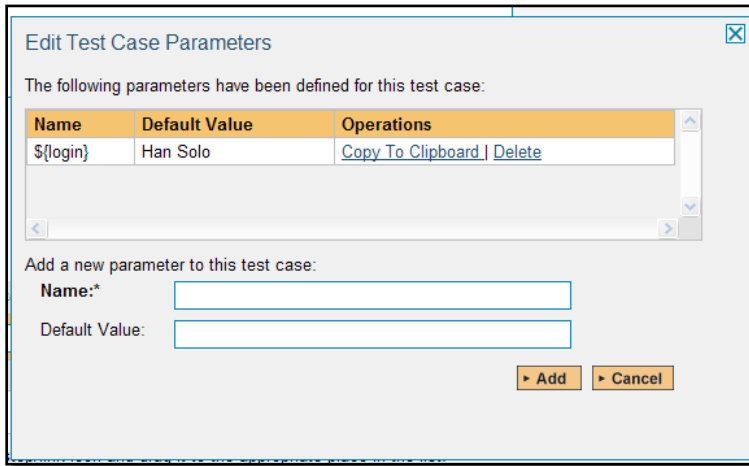 Edit Test Case Parameters
The following parameters have been defined for this test case:
Name Default Value Operations
${login} Han Solo Copy To Clipboard | Delete
Add a new parameter to this test case:
Name:*
Default Value:
Add Cancel